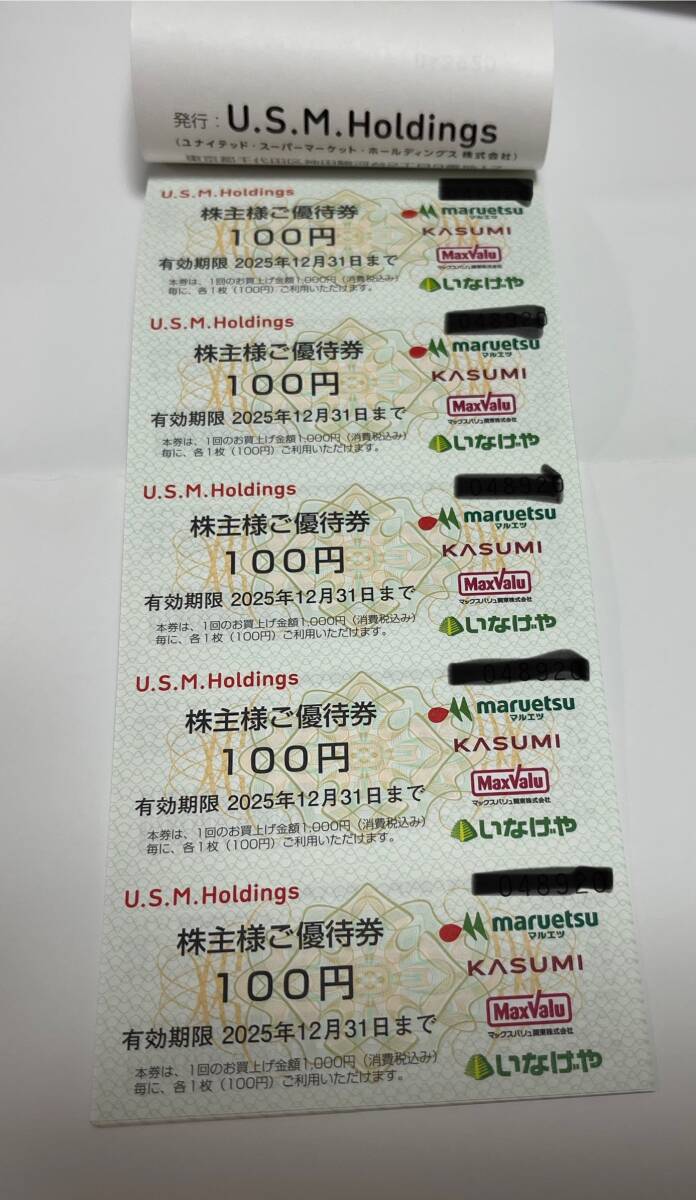 発行:U.S.M.Holdings
(ユナイテッド・スーパーマーケット・ホールディングス 株式会社)
U.S.M.Holdings
株主様ご優待券
100円
有効期限 2025年12月31日まで
本券は、1回のお買上げ金額1,000円(消費税込み)
毎に、各1枚(100円)ご利用いただけます。
maruetsu
マルエツ
KASUMI
MaxValu
マックスバリュ関東株式会社
いなげや
U.S.M.Holdings
株主様ご優待券
100円
有効期限 2025年12月31日まで
本券は、1回のお買上げ金額1,000円(消費税込み)
毎に、各1枚(100円)ご利用いただけます。
maruetsu
マルエツ
KASUMI
MaxValu
マックスバリュ関東株式会社
いなげや
U.S.M.Holdings
株主様ご優待券
100円
有効期限 2025年12月31日まで
本券は、1回のお買上げ金額1,000円(消費税込み)
毎に、各1枚(100円)ご利用いただけます。
maruetsu
マルエツ
KASUMI
MaxValu
マックスバリュ関東株式会社
いなげや
U.S.M.Holdings
株主様ご優待券
100円
有効期限 2025年12月31日まで
本券は、1回のお買上げ金額1,000円(消費税込み)
毎に、各1枚(100円)ご利用いただけます。
maruetsu
マルエツ
KASUMI
MaxValu
マックスバリュ関東株式会社
いなげや
U.S.M.Holdings
株主様ご優待券
100円
有効期限 2025年12月31日まで
本券は、1回のお買上げ金額1,000円(消費税込み)
毎に、各1枚(100円)ご利用いただけます。
maruetsu
マルエツ
KASUMI
MaxValu
マックスバリュ関東株式会社
いなげや